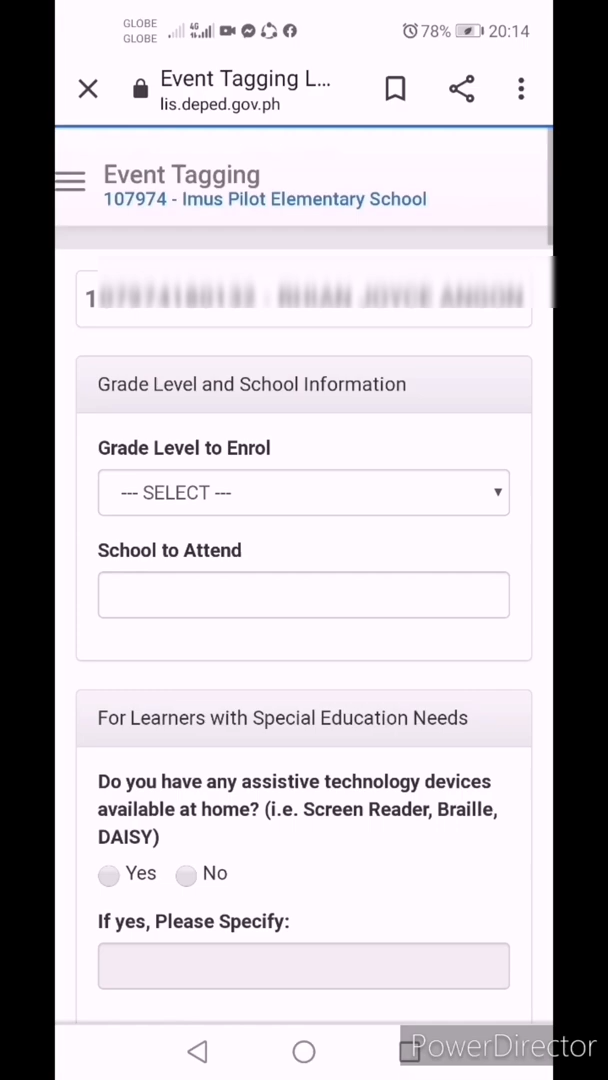 GLOBE
GLOBE
4G
78%
20:14
Event Tagging L...
lis.deped.gov.ph
Event Tagging
107974 - Imus Pilot Elementary School
Grade Level and School Information
Grade Level to Enrol
--- SELECT ---
School to Attend
For Learners with Special Education Needs
Do you have any assistive technology devices
available at home? (i.e. Screen Reader, Braille,
DAISY)
Yes No
If yes, Please Specify:
PowerDirector